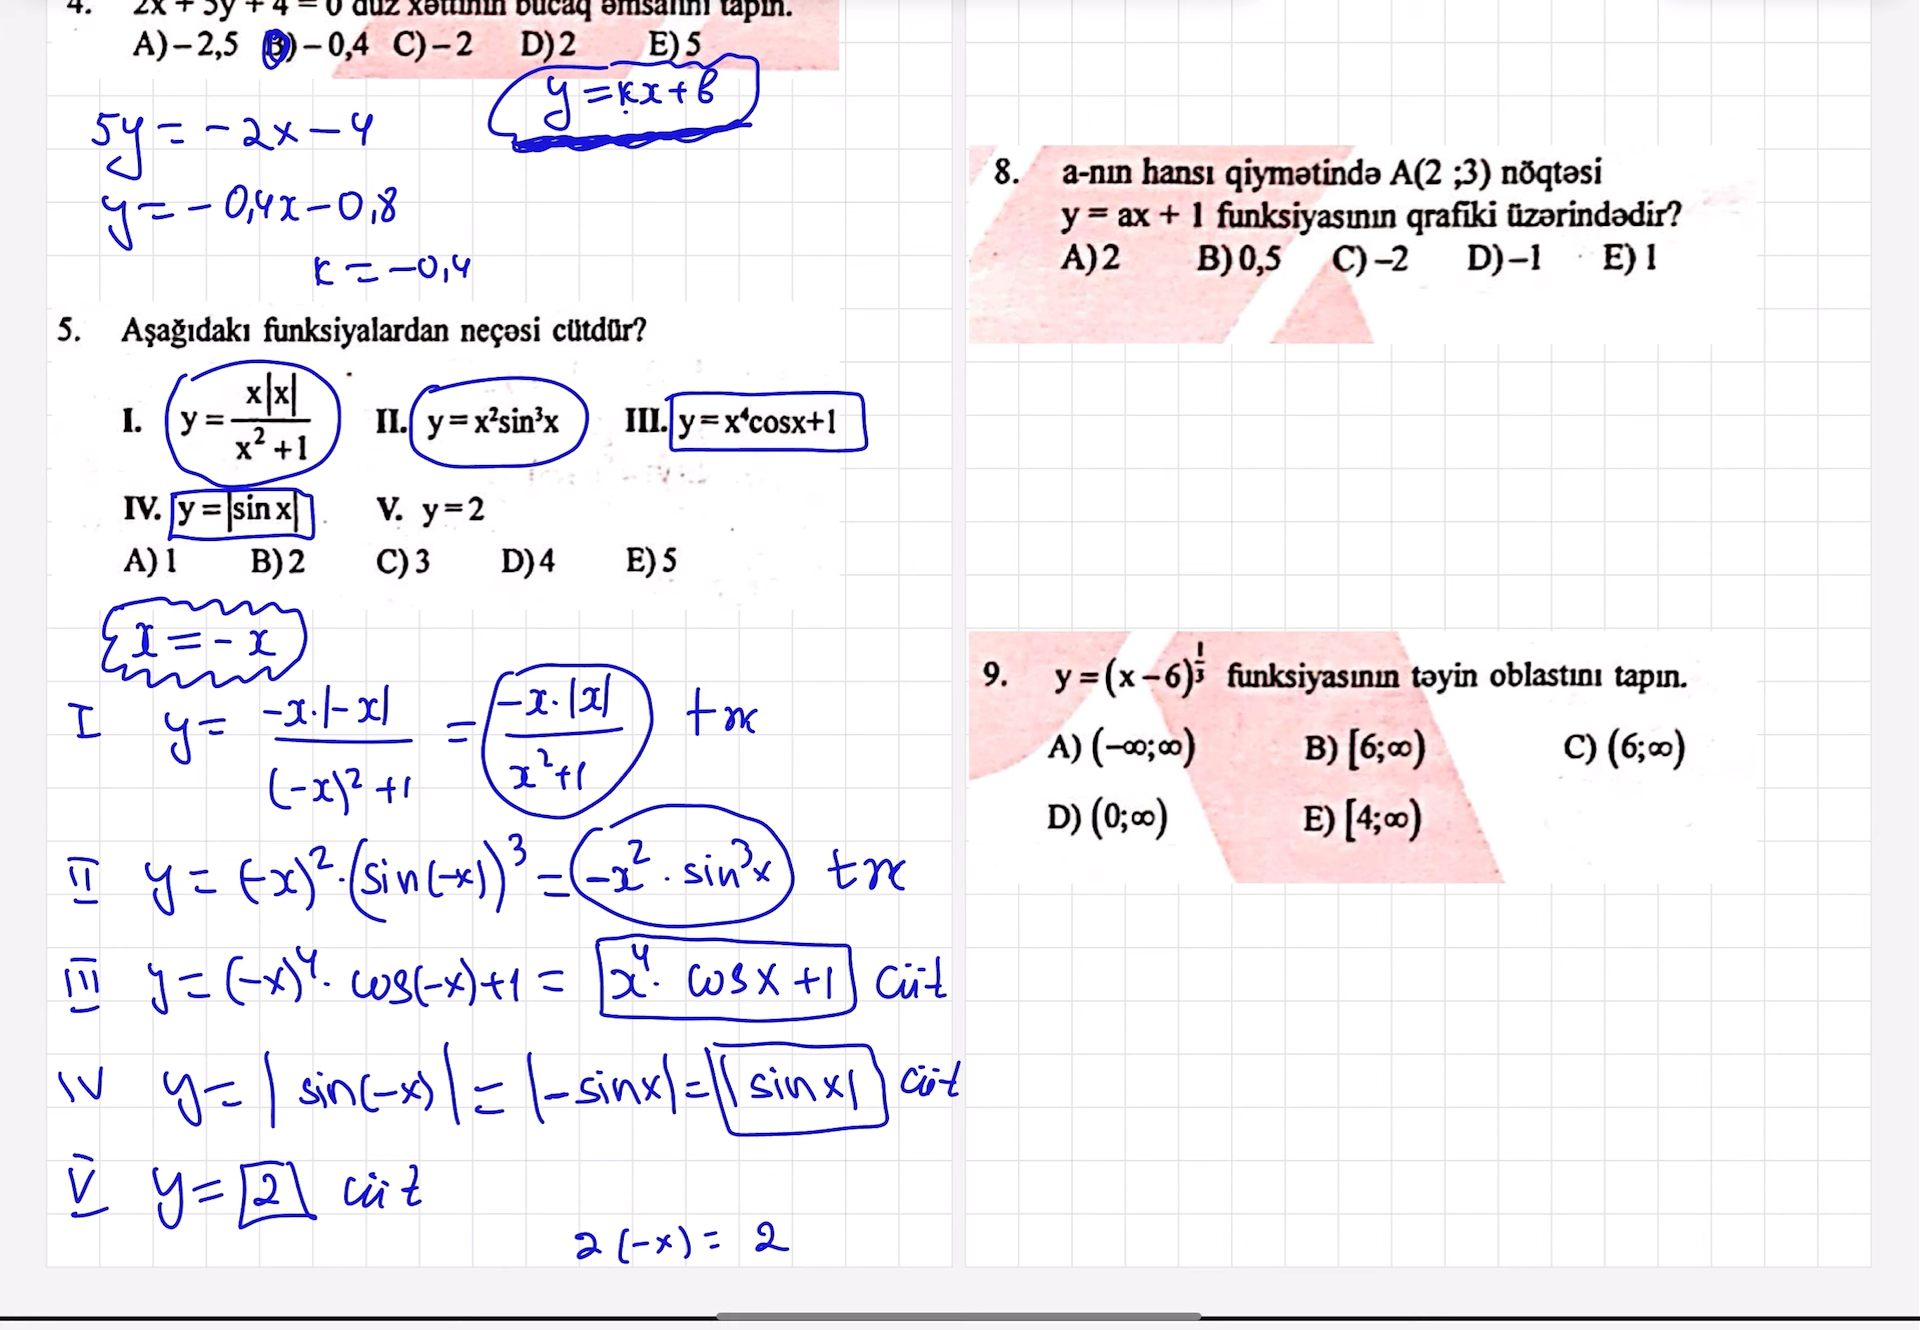 4. 2x + 5y + 4 = 0 düz xəttinin bucaq əmsalını tapın.
A) –2,5 B) –0,4 C) –2 D) 2 E) 5
y = kx + b
5y = -2x - 4
y = -0,4x - 0,8
k = -0,4
5. Aşağıdakı funksiyalardan neçəsi cütdür?
I. y = x|x| / x² + 1 II. y = x²sin³x III. y = x⁴cosx+1
IV. y = |sin x| V. y = 2
A) 1 B) 2 C) 3 D) 4 E) 5
x = - x
I y = -x·|-x| / (-x)² + 1 = -x·|x| / x² + 1 tək
II y = (-x)²·(sin(-x))³ = -x² · sin³x tək
III y = (-x)⁴ · cos(-x)+1 = x⁴ · cosx + 1 cüt
IV y = |sin(-x)| = |-sinx| = |sinx| cüt
V y = 2 cüt
2(-x) = 2
8. a-nın hansı qiymətində A(2 ;3) nöqtəsi
y = ax + 1 funksiyasının qrafiki üzərindədir?
A) 2 B) 0,5 C) –2 D) –1 E) 1
9. y = (x – 6)^(1/3) funksiyasının təyin oblastını tapın.
A) (–∞;∞) B) [6;∞) C) (6;∞)
D) (0;∞) E) [4;∞)